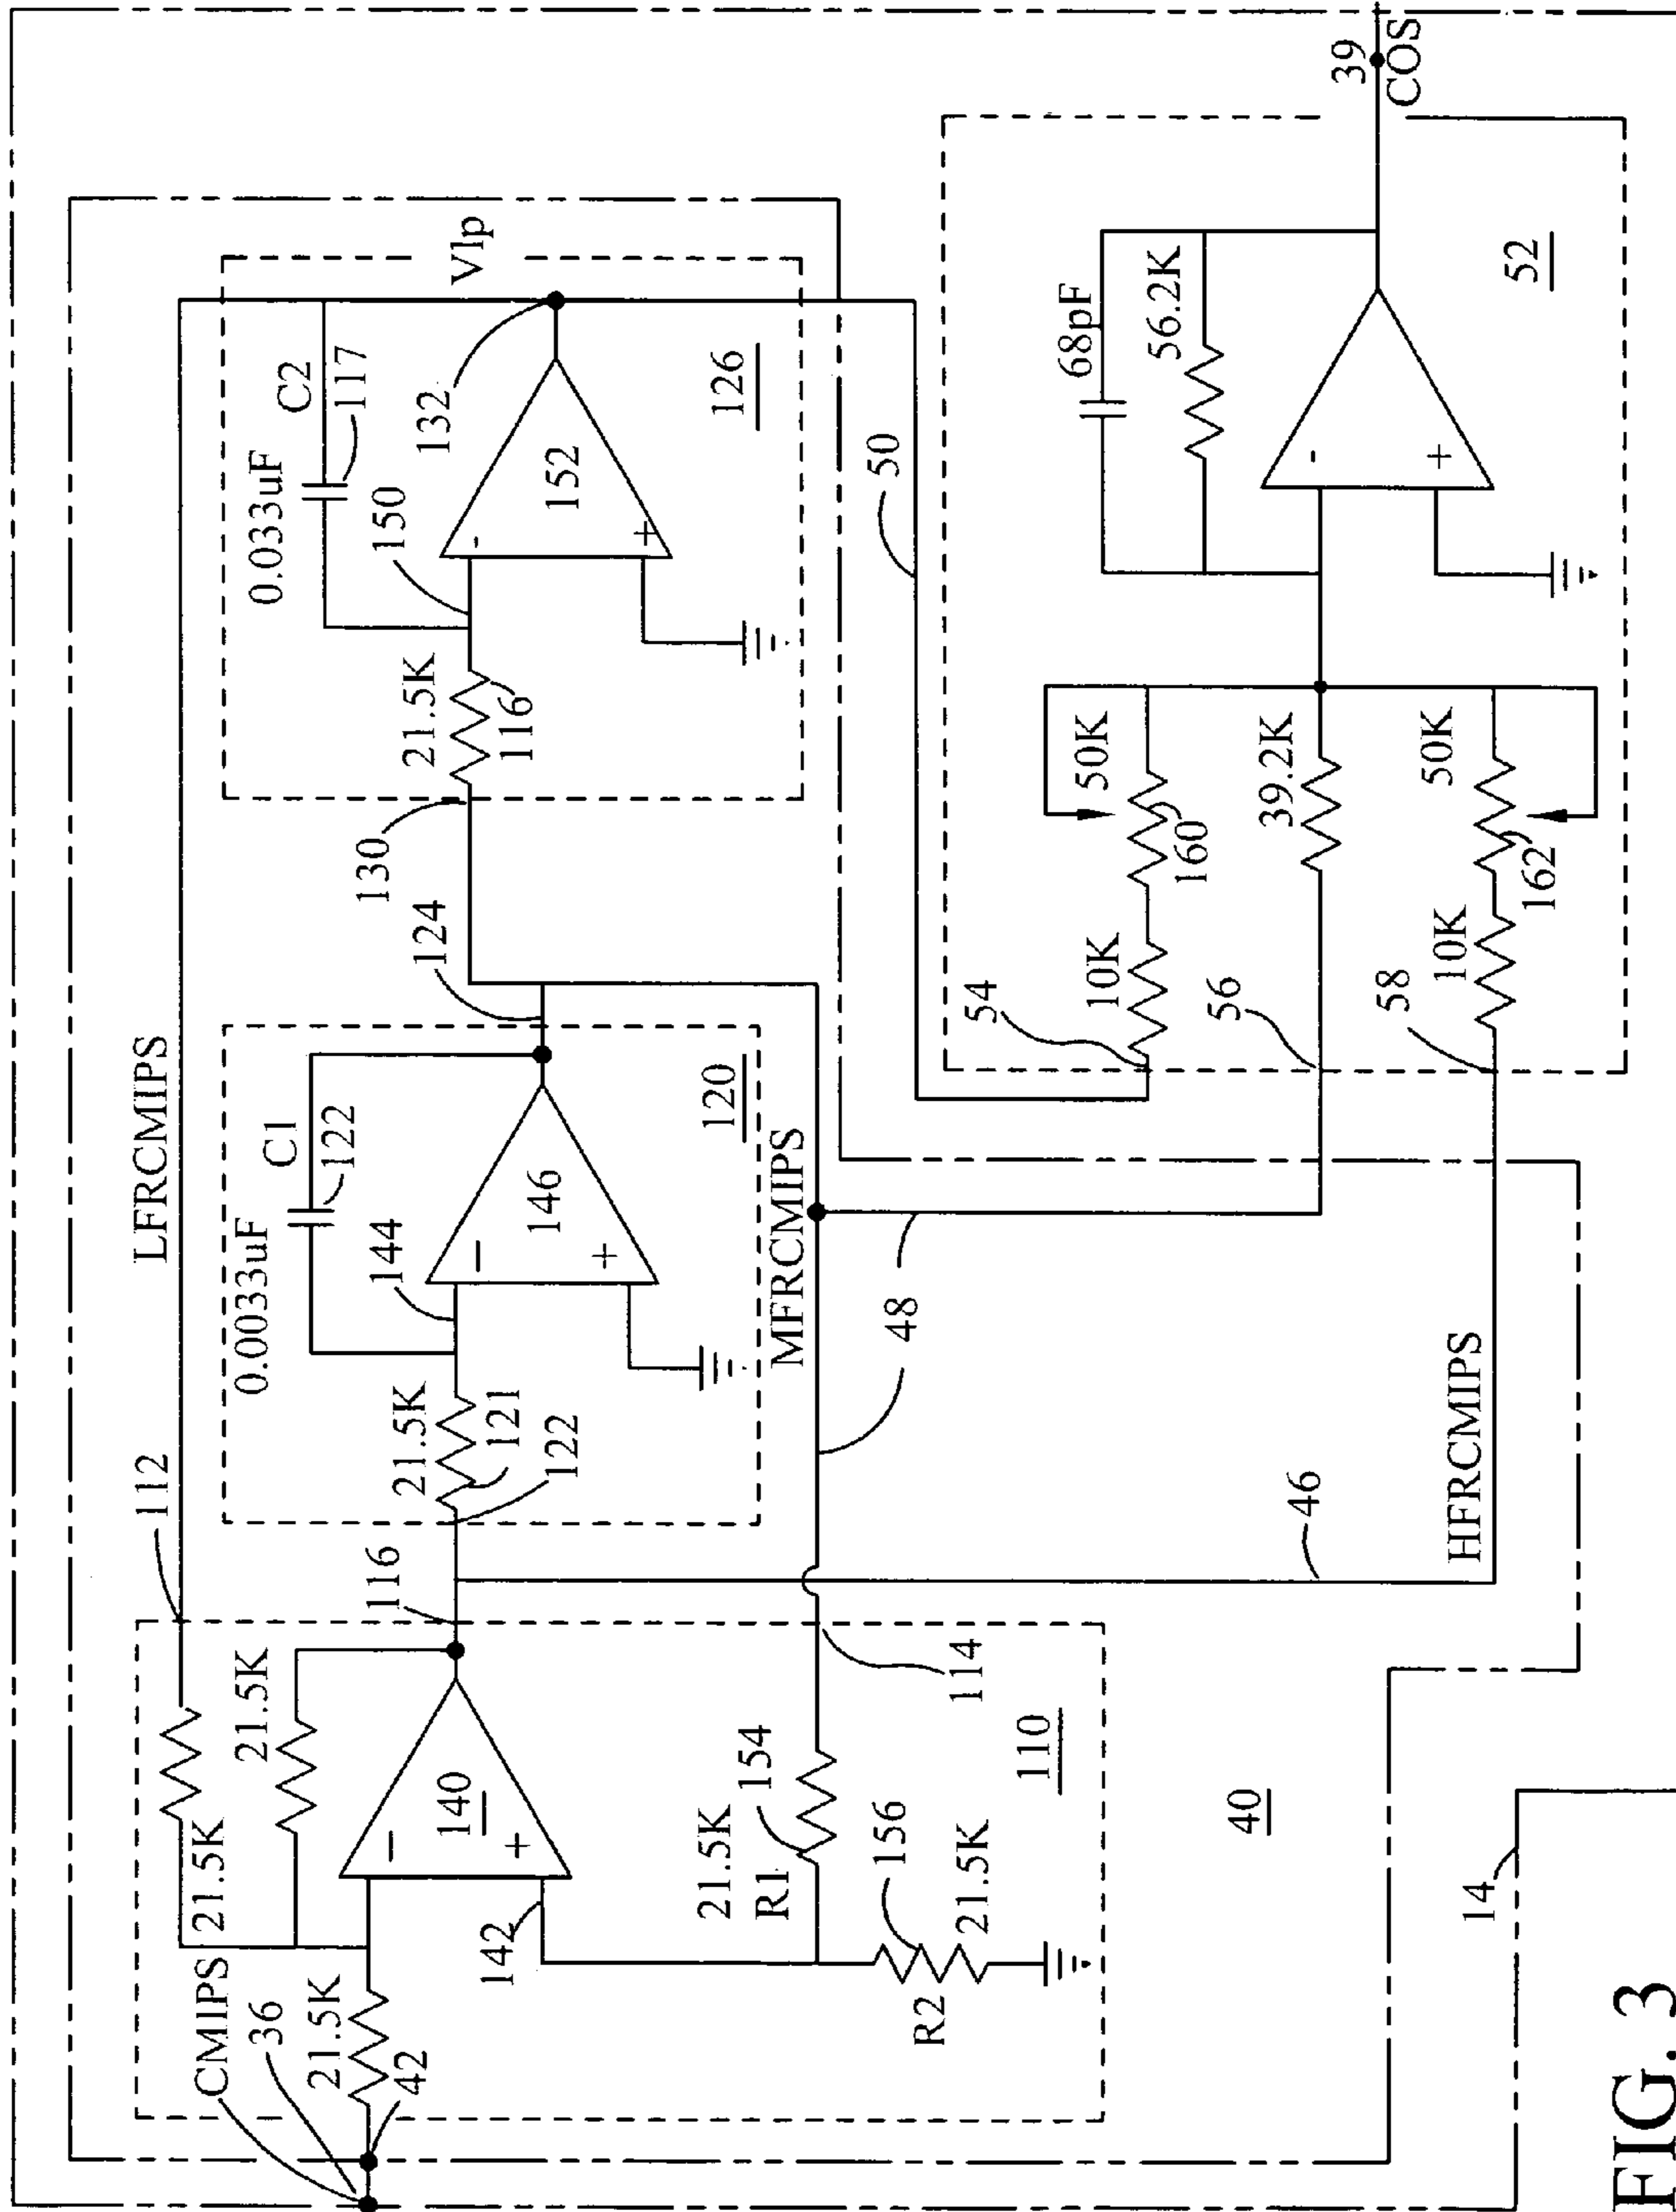 LFRCMIPS
112
0.0033uF
C1
122
144
146
21.5K
121
122
120
124
130
0.033uF
C2
117
150
152
21.5K
116
132
Vlp
126
CMIPS
36
21.5K
42
21.5K
21.5K
140
142
116
21.5K
R1
154
156
R2
21.5K
110
114
MFRCMIPS
48
46
HFRCMIPS
40
14
50
54
10K
50K
160
56
39.2K
58
10K
50K
162
68pF
56.2K
52
39
COS
-
+
-
+
-
+
-
+
FIG. 3